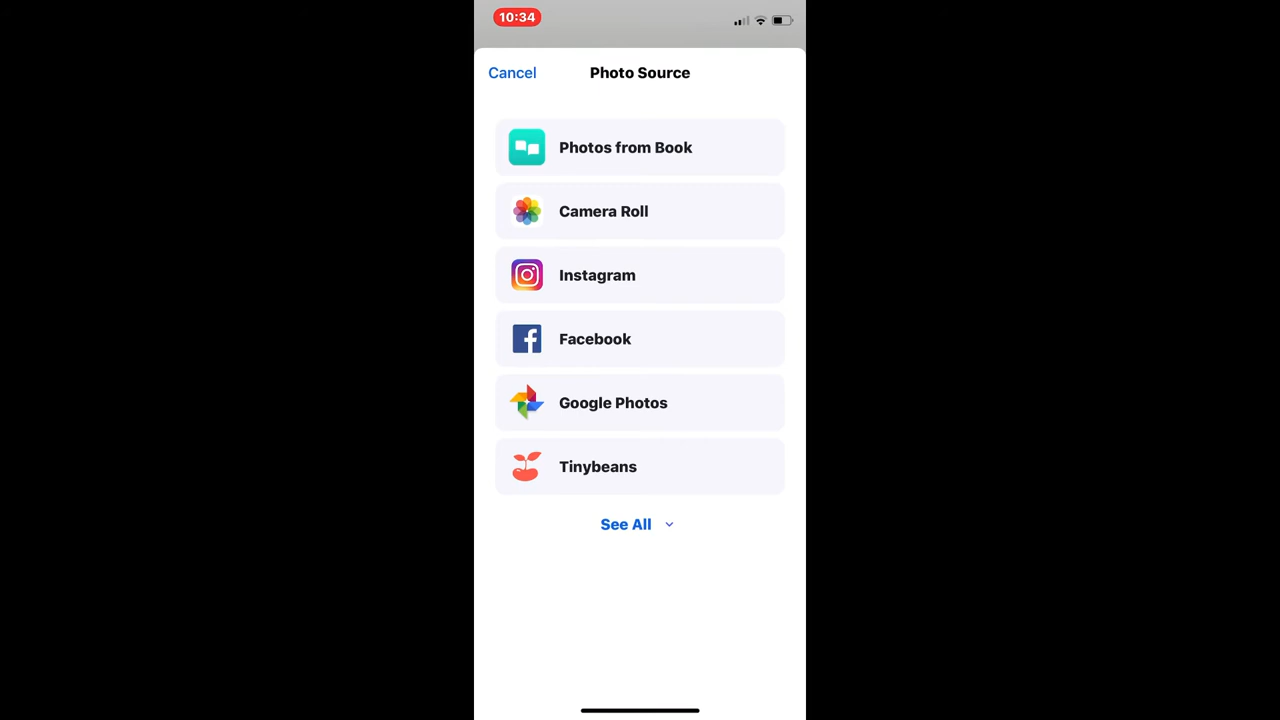 10:34
Cancel
Photo Source
Photos from Book
Camera Roll
Instagram
Facebook
Google Photos
Tinybeans
See All